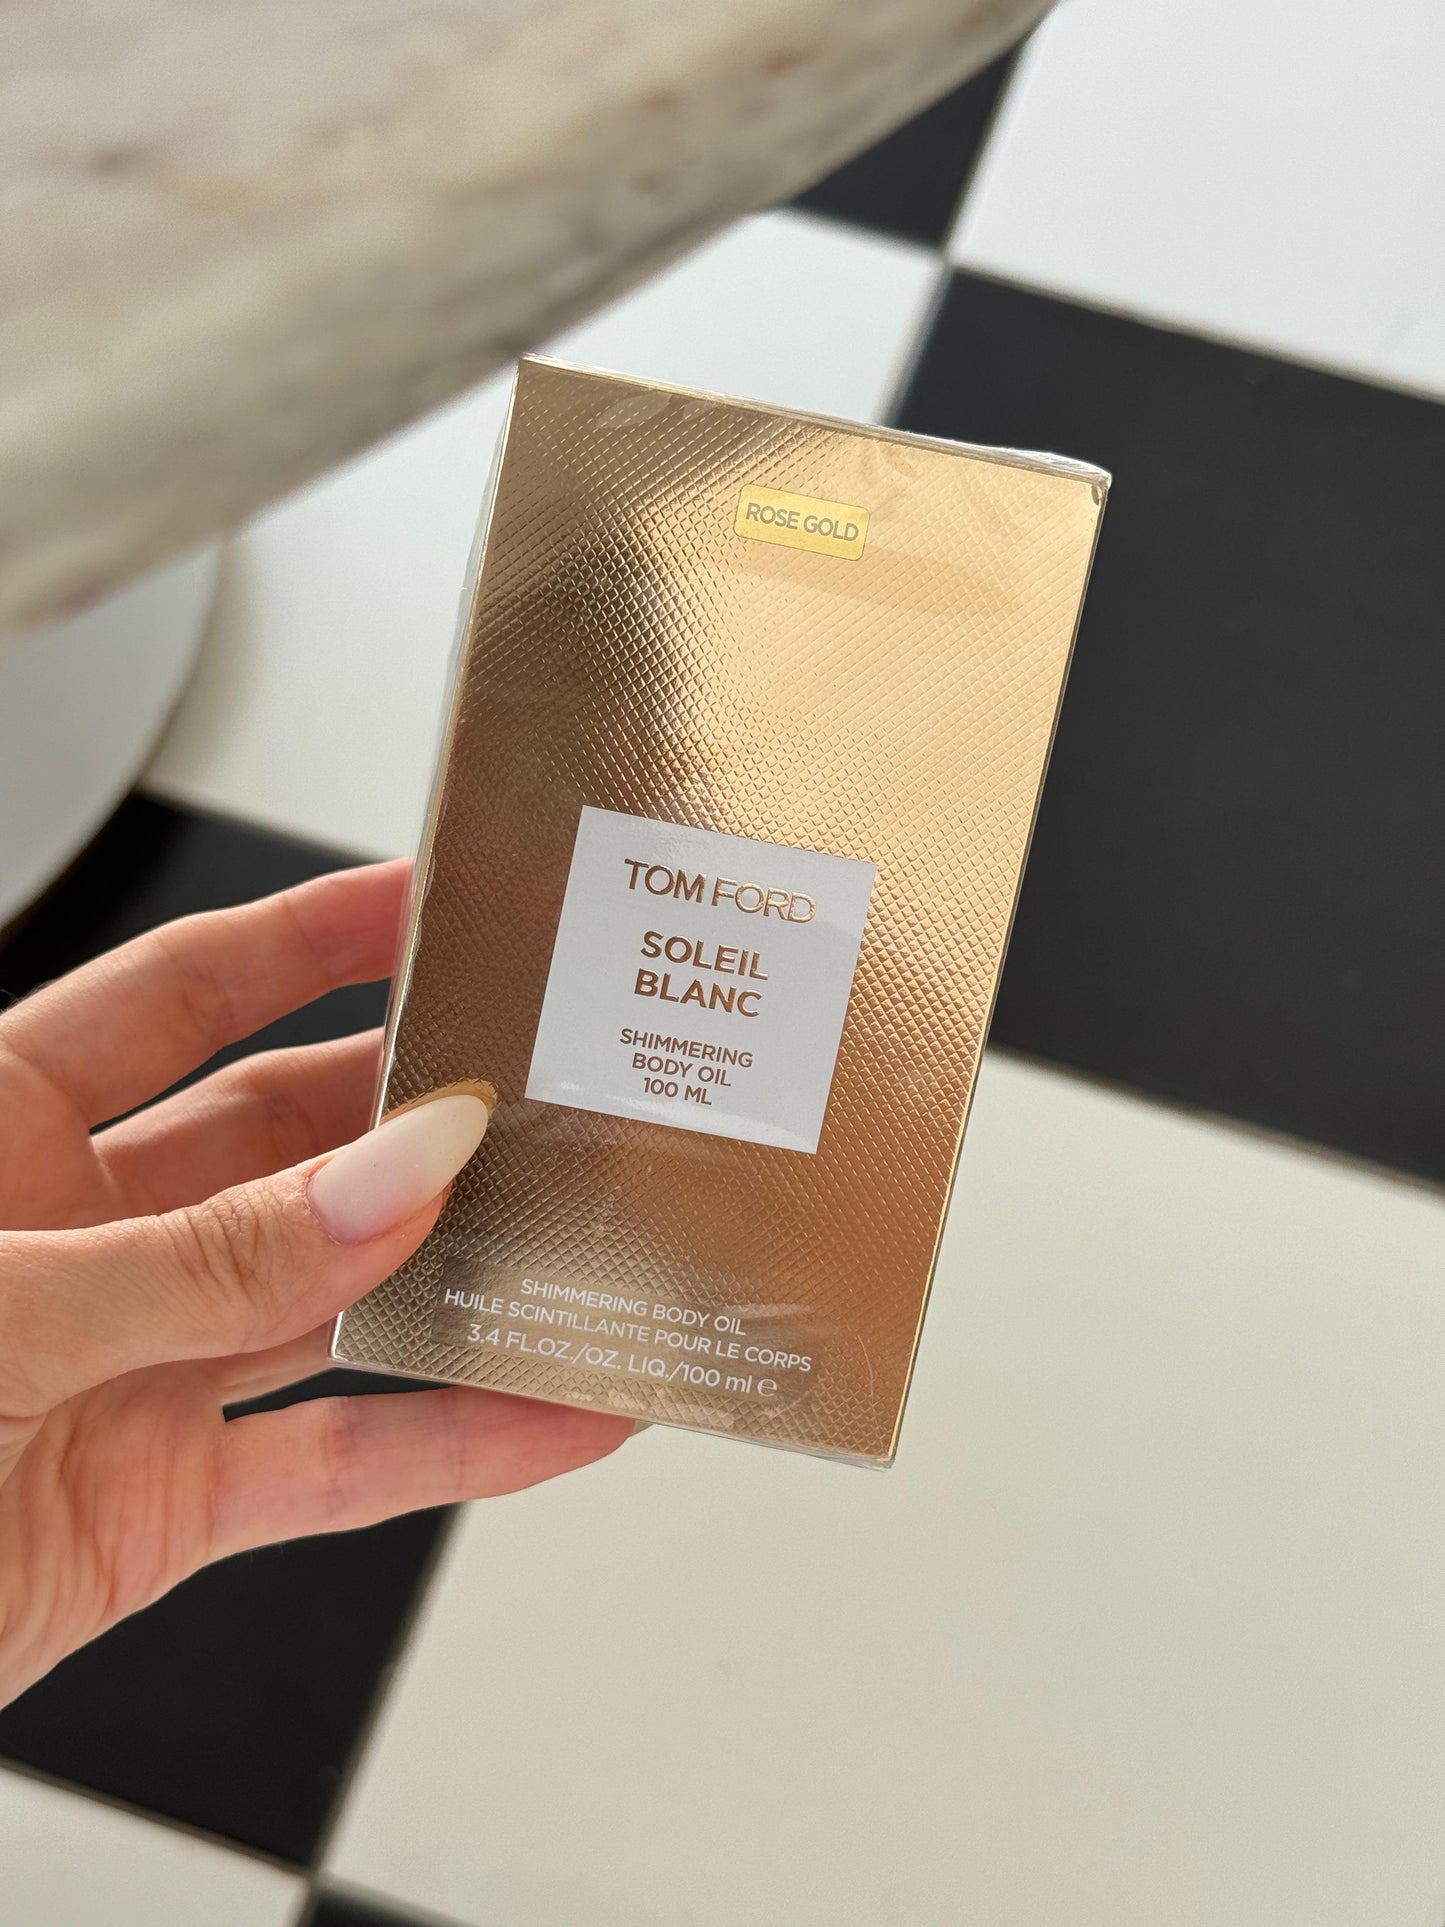 ROSE GOLD
TOM FORD
SOLEIL
BLANC
SHIMMERING
BODY OIL
100 ML
SHIMMERING BODY OIL
HUILE SCINTILLANTE POUR LE CORPS
3.4 FL.OZ./OZ. LIQ./100 ml ℮